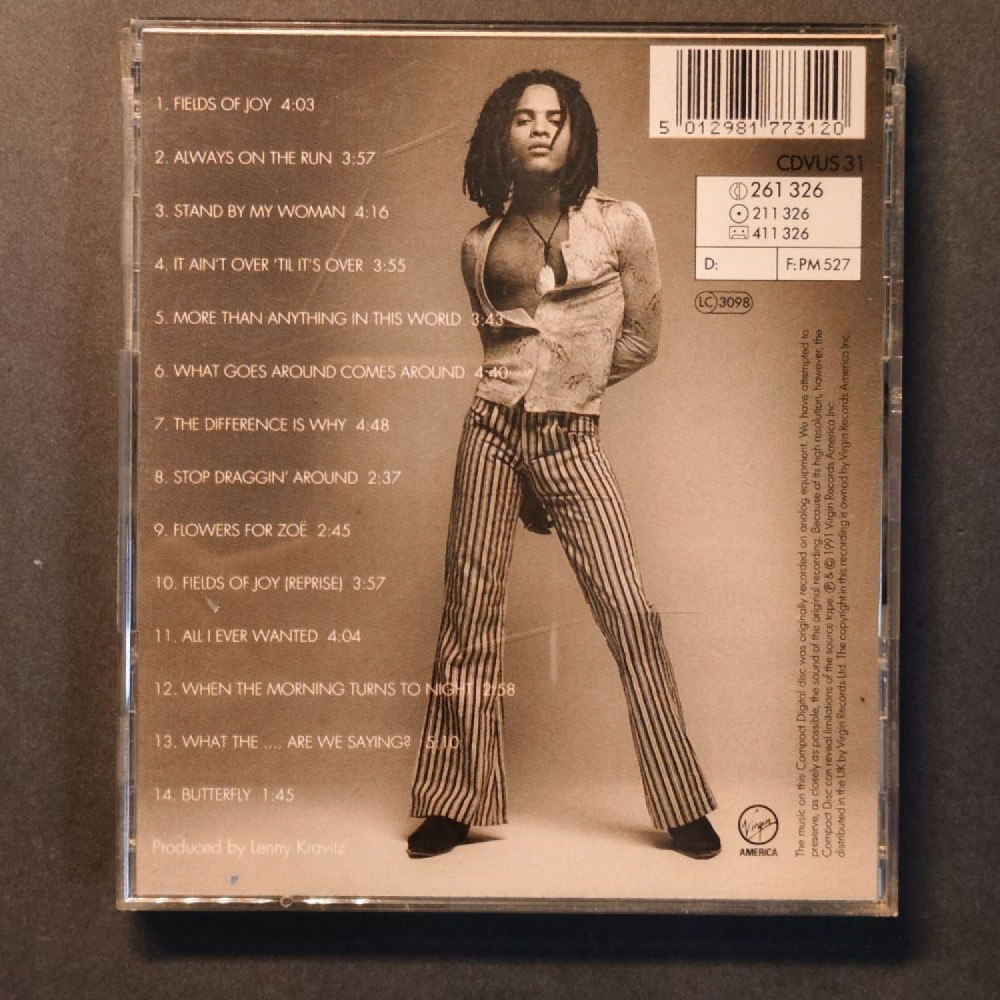 1. FIELDS OF JOY 4:03
2. ALWAYS ON THE RUN 3:57
3. STAND BY MY WOMAN 4:16
4. IT AIN'T OVER 'TIL IT'S OVER 3:55
5. MORE THAN ANYTHING IN THIS WORLD 3:43
6. WHAT GOES AROUND COMES AROUND 4:40
7. THE DIFFERENCE IS WHY 4:48
8. STOP DRAGGIN' AROUND 2:37
9. FLOWERS FOR ZOË 2:45
10. FIELDS OF JOY (REPRISE) 3:57
11. ALL I EVER WANTED 4:04
12. WHEN THE MORNING TURNS TO NIGHT 2:58
13. WHAT THE .... ARE WE SAYING? 5:10
14. BUTTERFLY 1:45
Produced by Lenny Kravitz
5 012981 773120
CDVUS 31
261 326
211 326
411 326
D: F: PM 527
LC 3098
The music on this Compact Digital disc was originally recorded on analog equipment. We have attempted to
preserve, as closely as possible, the sound of the original recording. Because of its high resolution, however, the
Compact Disc can reveal limitations of the source tape. ℗ & © 1991 Virgin Records America Inc.
distributed in the UK by Virgin Records Ltd. The copyright in this recording is owned by Virgin Records America Inc.
Virgin
AMERICA